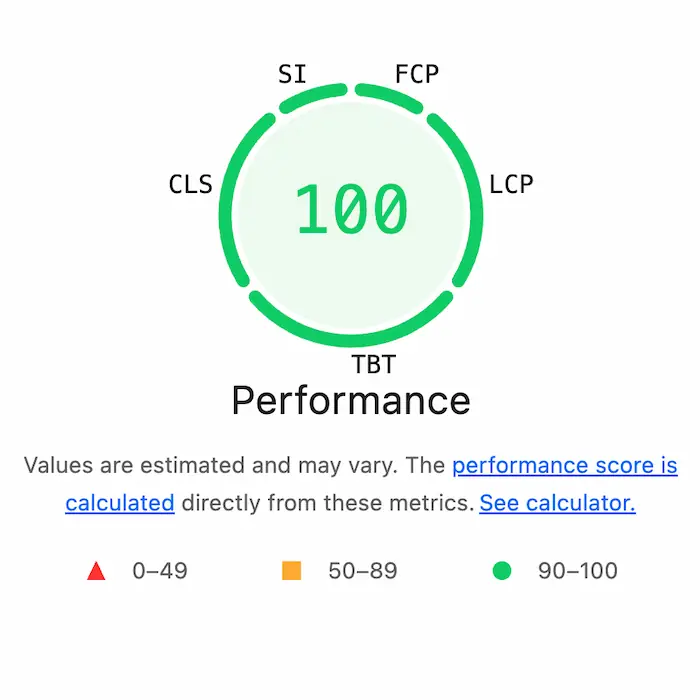 SI
FCP
CLS
LCP
100
TBT
Performance
Values are estimated and may vary. The performance score is
calculated directly from these metrics. See calculator.
0–49
50–89
90–100